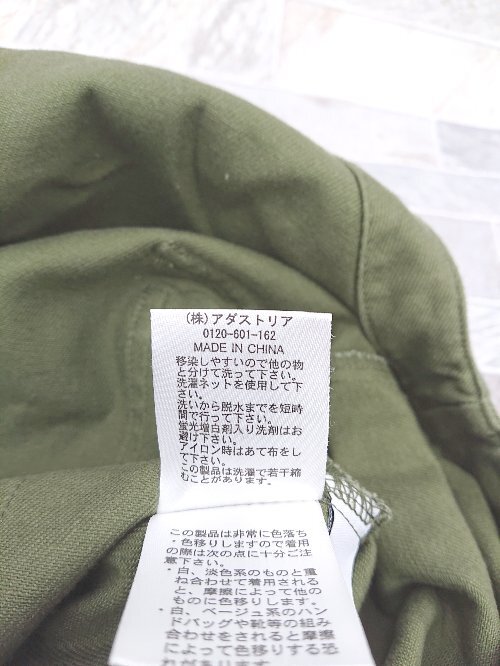 (株)アダストリア
0120-601-162
MADE IN CHINA
移染しやすいので他の物
と分けて洗って下さい。
洗濯ネットを使用して下
さい。
洗いから脱水までを短時
間で行って下さい。
蛍光増白剤入り洗剤はお
避け下さい。
アイロン時はあて布をし
て下さい。
この製品は洗濯で若干縮
むことがあります。
この製品は非常に色落ち
・色移りしますので着用
の際は次の点に十分ご注
意下さい。
・白、淡色系のものと重
ね合わせて着用される
と、摩擦によって他の
ものに色移りします。
・白、ベージュ系のハン
ドバッグや靴等の組み
合わせをされると摩擦
によって色移りする恐